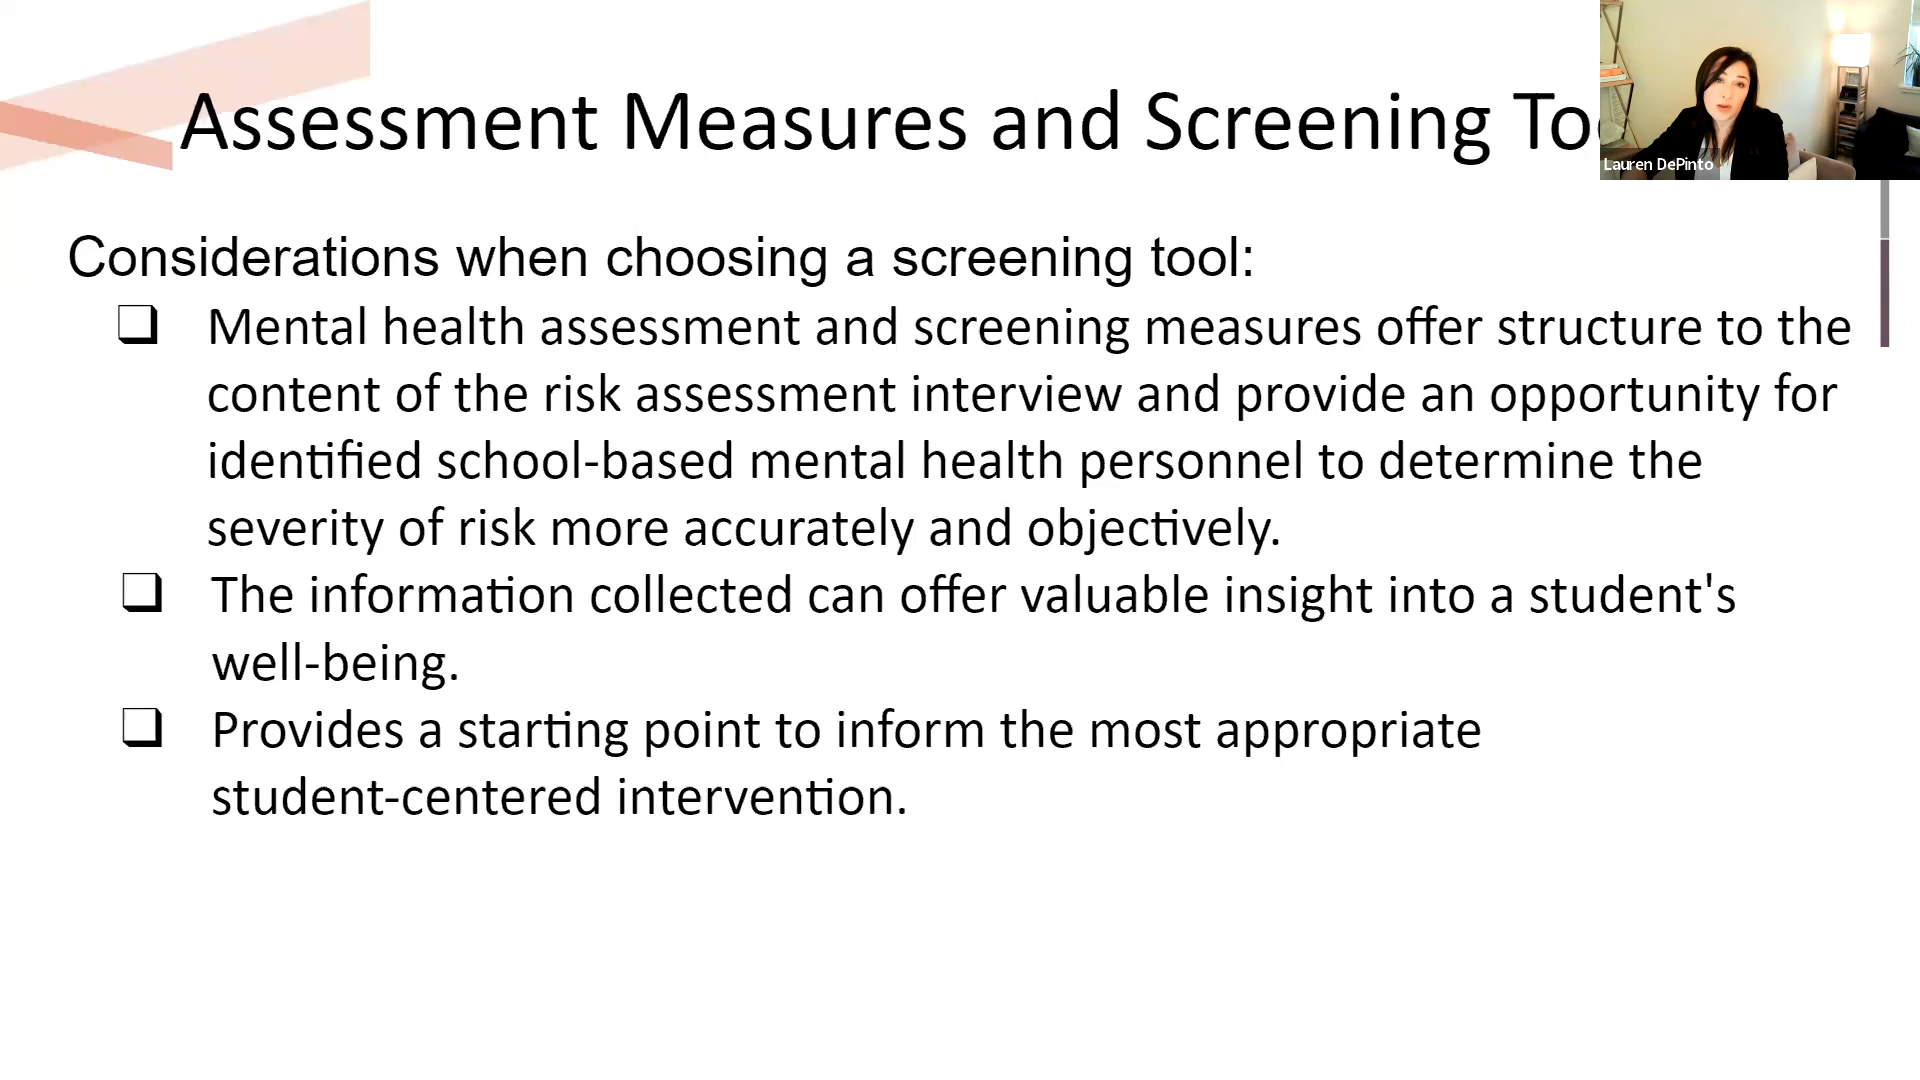 Assessment Measures and Screening
Lauren DePinto
Considerations when choosing a screening tool:
❑ Mental health assessment and screening measures offer structure to the
content of the risk assessment interview and provide an opportunity for
identified school-based mental health personnel to determine the
severity of risk more accurately and objectively.
❑ The information collected can offer valuable insight into a student's
well-being.
❑ Provides a starting point to inform the most appropriate
student-centered intervention.